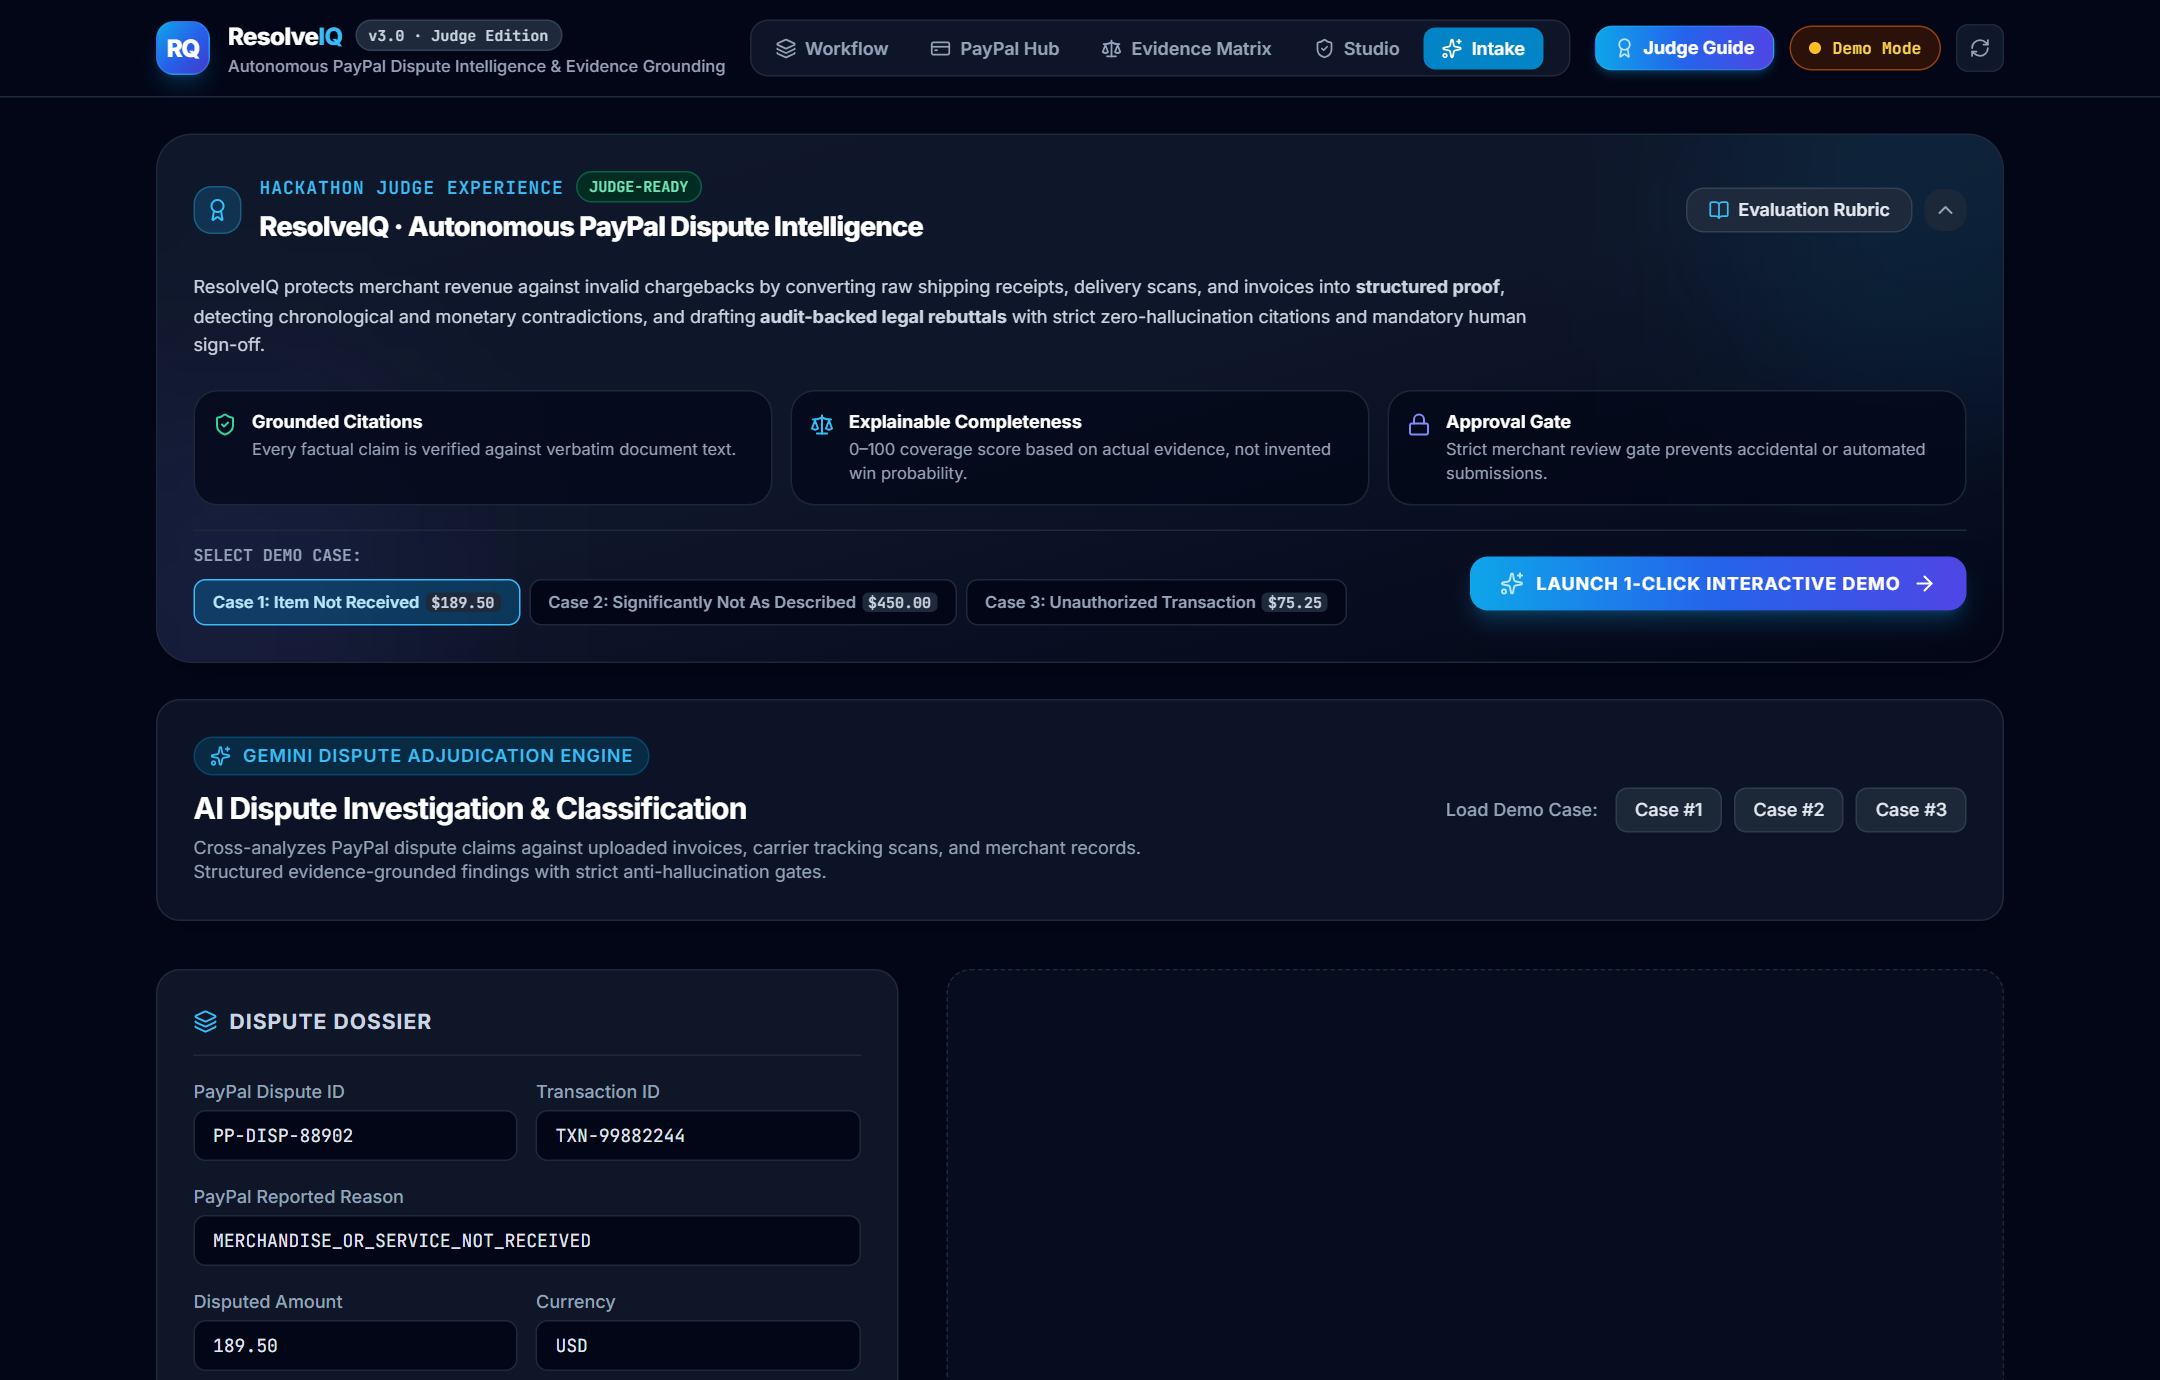 RQ
ResolveIQ
v3.0 · Judge Edition
Autonomous PayPal Dispute Intelligence & Evidence Grounding
Workflow
PayPal Hub
Evidence Matrix
Studio
Intake
Judge Guide
Demo Mode
HACKATHON JUDGE EXPERIENCE
JUDGE-READY
ResolveIQ · Autonomous PayPal Dispute Intelligence
Evaluation Rubric
ResolveIQ protects merchant revenue against invalid chargebacks by converting raw shipping receipts, delivery scans, and invoices into structured proof,
detecting chronological and monetary contradictions, and drafting audit-backed legal rebuttals with strict zero-hallucination citations and mandatory human
sign-off.
Grounded Citations
Every factual claim is verified against verbatim document text.
Explainable Completeness
0–100 coverage score based on actual evidence, not invented
win probability.
Approval Gate
Strict merchant review gate prevents accidental or automated
submissions.
SELECT DEMO CASE:
Case 1: Item Not Received $189.50
Case 2: Significantly Not As Described $450.00
Case 3: Unauthorized Transaction $75.25
LAUNCH 1-CLICK INTERACTIVE DEMO
GEMINI DISPUTE ADJUDICATION ENGINE
AI Dispute Investigation & Classification
Cross-analyzes PayPal dispute claims against uploaded invoices, carrier tracking scans, and merchant records.
Structured evidence-grounded findings with strict anti-hallucination gates.
Load Demo Case:
Case #1
Case #2
Case #3
DISPUTE DOSSIER
PayPal Dispute ID
Transaction ID
PP-DISP-88902
TXN-99882244
PayPal Reported Reason
MERCHANDISE_OR_SERVICE_NOT_RECEIVED
Disputed Amount
Currency
189.50
USD